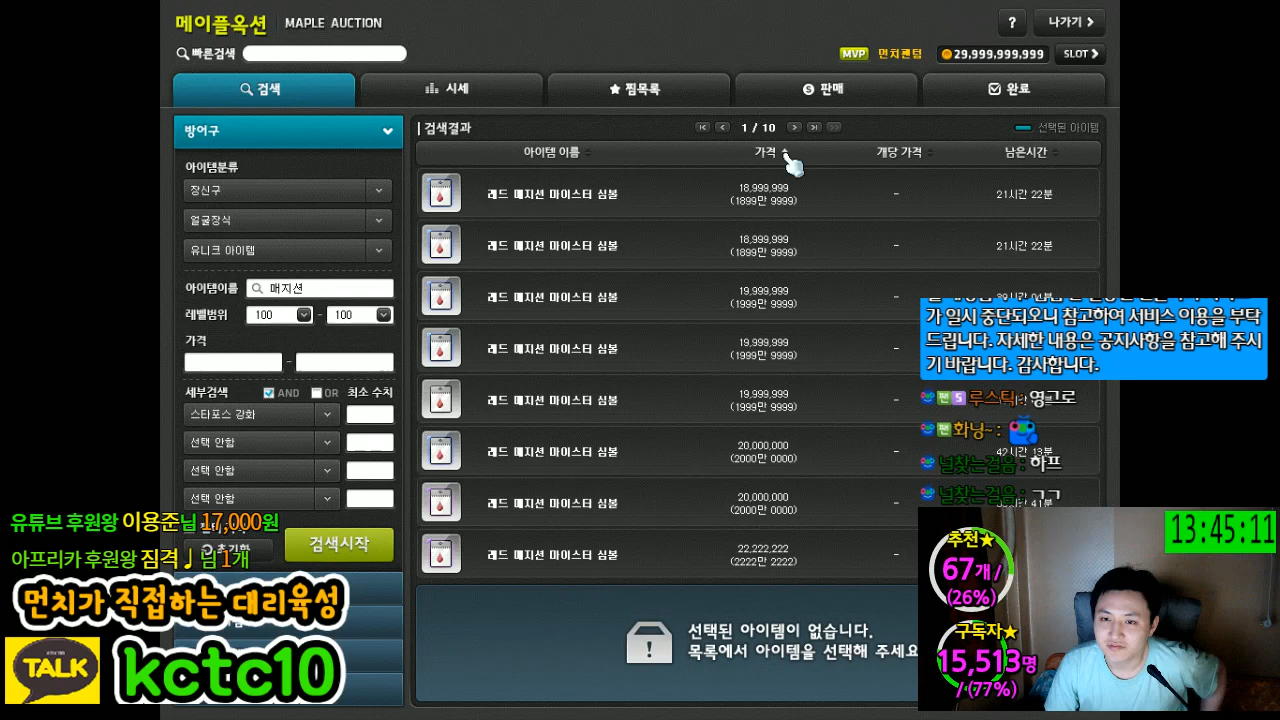 메이플옥션 MAPLE AUCTION
? 나가기
빠른검색
MVP 먼치켄텀 29,999,999,999 SLOT
검색 시세 찜목록 판매 완료
방어구
아이템분류
장신구
얼굴장식
유니크 아이템
아이템이름 매지션
레벨범위 100 - 100
가격
-
세부검색 AND OR 최소 수치
스타포스 강화
선택 안함
선택 안함
선택 안함
초기화
검색시작
검색결과 1 / 10 선택된 아이템
아이템 이름 가격 개당 가격 남은시간
레드 매지션 마이스터 심볼 18,999,999 - 21시간 22분
(1899만 9999)
레드 매지션 마이스터 심볼 18,999,999 - 21시간 22분
(1899만 9999)
레드 매지션 마이스터 심볼 19,999,999 -
(1999만 9999)
레드 매지션 마이스터 심볼 19,999,999 -
(1999만 9999)
레드 매지션 마이스터 심볼 19,999,999 -
(1999만 9999)
레드 매지션 마이스터 심볼 20,000,000 - 42시간 13분
(2000만 0000)
레드 매지션 마이스터 심볼 20,000,000 -
(2000만 0000)
레드 매지션 마이스터 심볼 22,222,222 -
(2222만 2222)
선택된 아이템이 없습니다.
목록에서 아이템을 선택해 주세요
가 일시 중단되오니 참고하여 서비스 이용을 부탁
드립니다. 자세한 내용은 공지사항을 참고해 주시
기 바랍니다. 감사합니다.
팬 S 루스틱 : 영고로
팬 화닝~ :
널찾는걸음 : 하프
널찾는걸음 : 고고
유튜브 후원왕 이용준님 17,000원
아프리카 후원왕 짐격♩님 1개
먼치가 직접하는 대리육성
TALK kctc10
13:45:11
추천★
67개 /
(26%)
구독자★
15,513명
/ (77%)